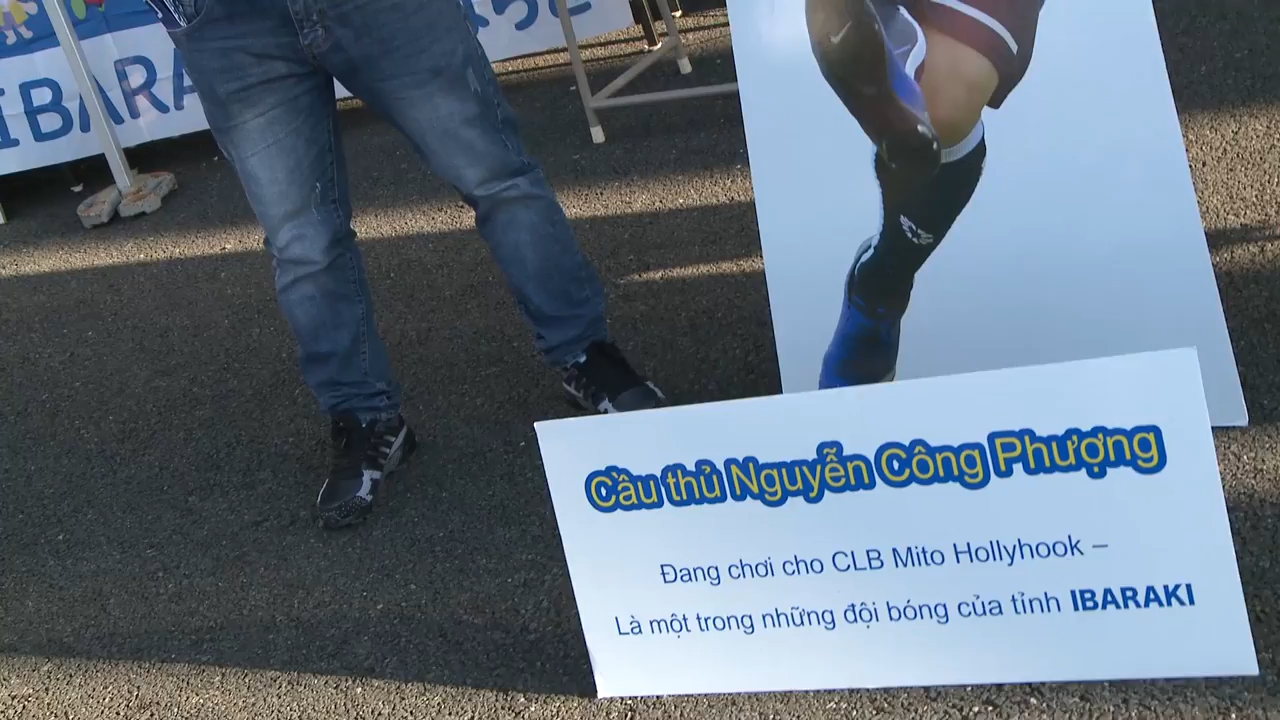 IBARA
Cầu thủ Nguyễn Công Phượng
Đang chơi cho CLB Mito Hollyhook –
Là một trong những đội bóng của tỉnh IBARAKI